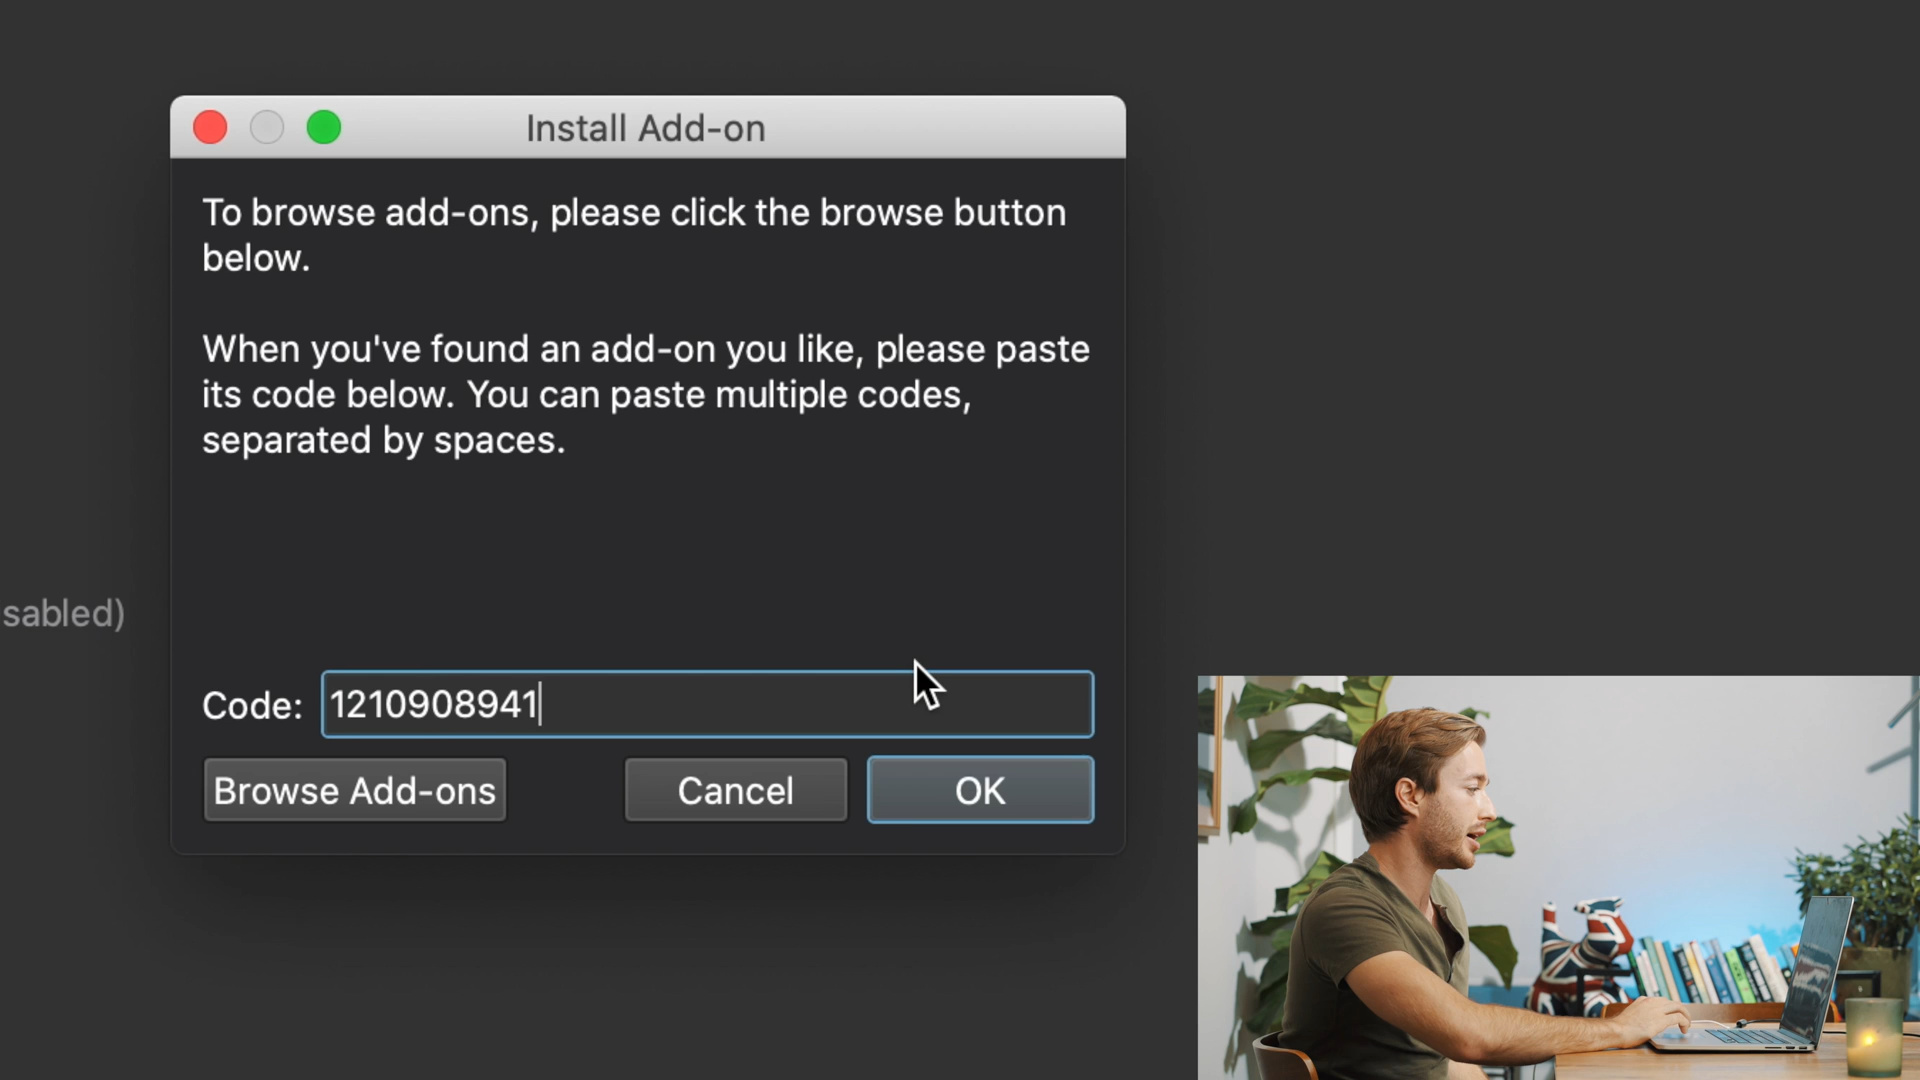 Install Add-on
To browse add-ons, please click the browse button
below.
When you've found an add-on you like, please paste
its code below. You can paste multiple codes,
separated by spaces.
sabled)
Code: 1210908941
Browse Add-ons Cancel OK